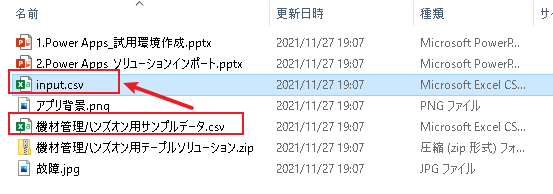 名前 更新日時 種類 サ
1.Power Apps_試用環境作成.pptx 2021/11/27 19:07 Microsoft PowerP...
2.Power Apps_ソリューションインポート.pptx 2021/11/27 19:07 Microsoft PowerP...
input.csv 2021/11/27 19:07 Microsoft Excel CS...
アプリ背景.png 2021/11/27 19:07 PNG ファイル
機材管理ハンズオン用サンプルデータ.csv 2021/11/27 19:07 Microsoft Excel CS...
機材管理ハンズオン用テーブルソリューション.zip 2021/11/27 19:07 圧縮 (zip 形式) フォ...
故障.jpg 2021/11/27 19:07 JPG ファイル